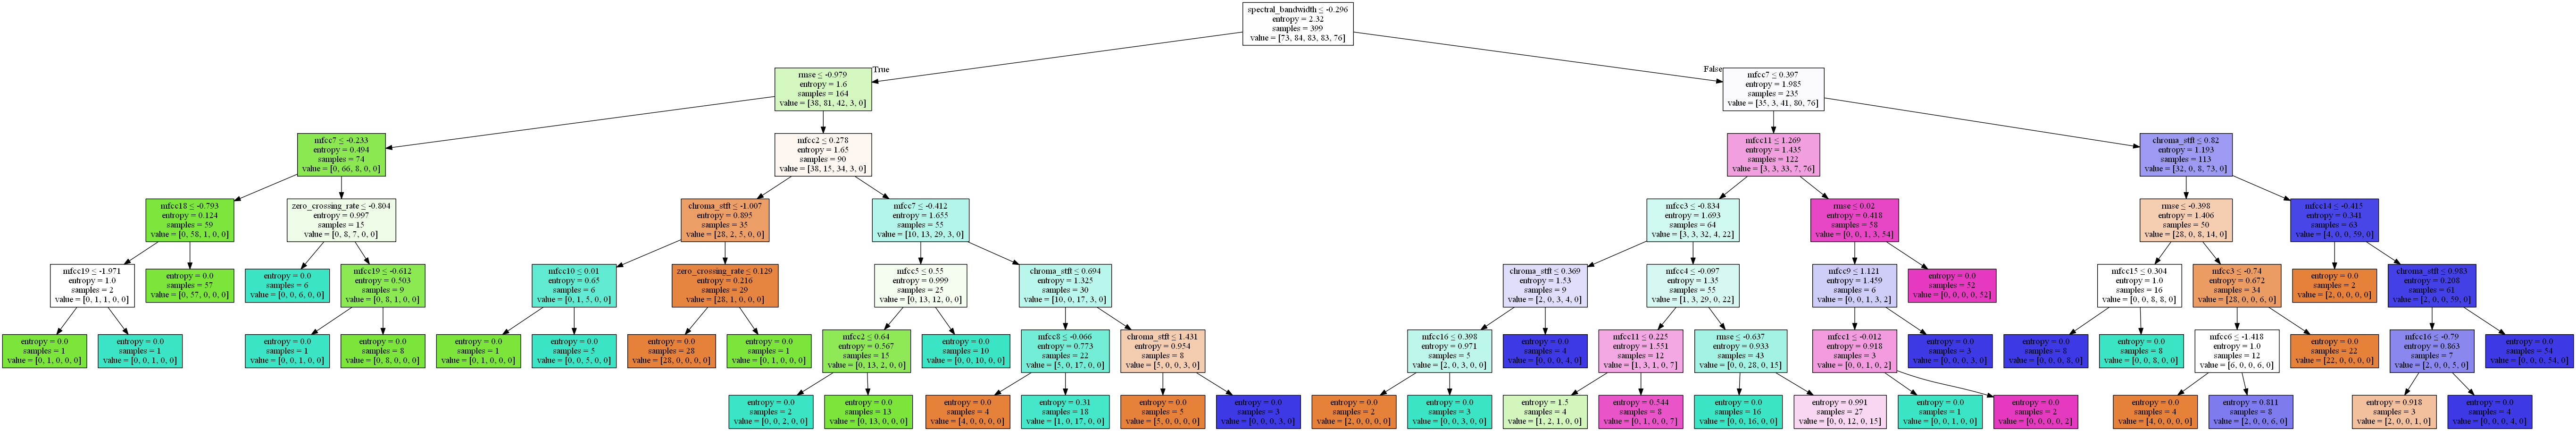 spectral_bandwidth ≤ -0.296
entropy = 2.32
samples = 399
value = [73, 84, 83, 83, 76]
True
False
rmse ≤ -0.979
entropy = 1.6
samples = 164
value = [38, 81, 42, 3, 0]
mfcc7 ≤ 0.397
entropy = 1.985
samples = 235
value = [35, 3, 41, 80, 76]
mfcc7 ≤ -0.233
entropy = 0.494
samples = 74
value = [0, 66, 8, 0, 0]
mfcc2 ≤ 0.278
entropy = 1.65
samples = 90
value = [38, 15, 34, 3, 0]
mfcc11 ≤ 1.269
entropy = 1.435
samples = 122
value = [3, 3, 33, 7, 76]
chroma_stft ≤ 0.82
entropy = 1.193
samples = 113
value = [32, 0, 8, 73, 0]
mfcc18 ≤ -0.793
entropy = 0.124
samples = 59
value = [0, 58, 1, 0, 0]
zero_crossing_rate ≤ -0.804
entropy = 0.997
samples = 15
value = [0, 8, 7, 0, 0]
chroma_stft ≤ -1.007
entropy = 0.895
samples = 35
value = [28, 2, 5, 0, 0]
mfcc7 ≤ -0.412
entropy = 1.655
samples = 55
value = [10, 13, 29, 3, 0]
mfcc3 ≤ -0.834
entropy = 1.693
samples = 64
value = [3, 3, 32, 4, 22]
rmse ≤ 0.02
entropy = 0.418
samples = 58
value = [0, 0, 1, 3, 54]
rmse ≤ -0.398
entropy = 1.406
samples = 50
value = [28, 0, 8, 14, 0]
mfcc14 ≤ -0.415
entropy = 0.341
samples = 63
value = [4, 0, 0, 59, 0]
mfcc19 ≤ -1.971
entropy = 1.0
samples = 2
value = [0, 1, 1, 0, 0]
entropy = 0.0
samples = 57
value = [0, 57, 0, 0, 0]
entropy = 0.0
samples = 6
value = [0, 0, 6, 0, 0]
mfcc19 ≤ -0.612
entropy = 0.503
samples = 9
value = [0, 8, 1, 0, 0]
mfcc10 ≤ 0.01
entropy = 0.65
samples = 6
value = [0, 1, 5, 0, 0]
zero_crossing_rate ≤ 0.129
entropy = 0.216
samples = 29
value = [28, 1, 0, 0, 0]
mfcc5 ≤ 0.55
entropy = 0.999
samples = 25
value = [0, 13, 12, 0, 0]
chroma_stft ≤ 0.694
entropy = 1.325
samples = 30
value = [10, 0, 17, 3, 0]
chroma_stft ≤ 0.369
entropy = 1.53
samples = 9
value = [2, 0, 3, 4, 0]
mfcc4 ≤ -0.097
entropy = 1.35
samples = 55
value = [1, 3, 29, 0, 22]
mfcc9 ≤ 1.121
entropy = 1.459
samples = 6
value = [0, 0, 1, 3, 2]
entropy = 0.0
samples = 52
value = [0, 0, 0, 0, 52]
mfcc15 ≤ 0.304
entropy = 1.0
samples = 16
value = [0, 0, 8, 8, 0]
mfcc3 ≤ -0.74
entropy = 0.672
samples = 34
value = [28, 0, 0, 6, 0]
entropy = 0.0
samples = 2
value = [2, 0, 0, 0, 0]
chroma_stft ≤ 0.983
entropy = 0.208
samples = 61
value = [2, 0, 0, 59, 0]
entropy = 0.0
samples = 1
value = [0, 1, 0, 0, 0]
entropy = 0.0
samples = 1
value = [0, 0, 1, 0, 0]
entropy = 0.0
samples = 1
value = [0, 0, 1, 0, 0]
entropy = 0.0
samples = 8
value = [0, 8, 0, 0, 0]
entropy = 0.0
samples = 1
value = [0, 1, 0, 0, 0]
entropy = 0.0
samples = 5
value = [0, 0, 5, 0, 0]
entropy = 0.0
samples = 28
value = [28, 0, 0, 0, 0]
entropy = 0.0
samples = 1
value = [0, 1, 0, 0, 0]
mfcc2 ≤ 0.64
entropy = 0.567
samples = 15
value = [0, 13, 2, 0, 0]
entropy = 0.0
samples = 10
value = [0, 0, 10, 0, 0]
mfcc8 ≤ -0.066
entropy = 0.773
samples = 22
value = [5, 0, 17, 0, 0]
chroma_stft ≤ 1.431
entropy = 0.954
samples = 8
value = [5, 0, 0, 3, 0]
mfcc16 ≤ 0.398
entropy = 0.971
samples = 5
value = [2, 0, 3, 0, 0]
entropy = 0.0
samples = 4
value = [0, 0, 0, 4, 0]
mfcc11 ≤ 0.225
entropy = 1.551
samples = 12
value = [1, 3, 1, 0, 7]
rmse ≤ -0.637
entropy = 0.933
samples = 43
value = [0, 0, 28, 0, 15]
mfcc1 ≤ -0.012
entropy = 0.918
samples = 3
value = [0, 0, 1, 0, 2]
entropy = 0.0
samples = 3
value = [0, 0, 0, 3, 0]
entropy = 0.0
samples = 8
value = [0, 0, 0, 8, 0]
entropy = 0.0
samples = 8
value = [0, 0, 8, 0, 0]
mfcc6 ≤ -1.418
entropy = 1.0
samples = 12
value = [6, 0, 0, 6, 0]
entropy = 0.0
samples = 22
value = [22, 0, 0, 0, 0]
mfcc16 ≤ -0.79
entropy = 0.863
samples = 7
value = [2, 0, 0, 5, 0]
entropy = 0.0
samples = 54
value = [0, 0, 0, 54, 0]
entropy = 0.0
samples = 2
value = [0, 0, 2, 0, 0]
entropy = 0.0
samples = 13
value = [0, 13, 0, 0, 0]
entropy = 0.0
samples = 4
value = [4, 0, 0, 0, 0]
entropy = 0.31
samples = 18
value = [1, 0, 17, 0, 0]
entropy = 0.0
samples = 5
value = [5, 0, 0, 0, 0]
entropy = 0.0
samples = 3
value = [0, 0, 0, 3, 0]
entropy = 0.0
samples = 2
value = [2, 0, 0, 0, 0]
entropy = 0.0
samples = 3
value = [0, 0, 3, 0, 0]
entropy = 1.5
samples = 4
value = [1, 2, 1, 0, 0]
entropy = 0.544
samples = 8
value = [0, 1, 0, 0, 7]
entropy = 0.0
samples = 16
value = [0, 0, 16, 0, 0]
entropy = 0.991
samples = 27
value = [0, 0, 12, 0, 15]
entropy = 0.0
samples = 1
value = [0, 0, 1, 0, 0]
entropy = 0.0
samples = 2
value = [0, 0, 0, 0, 2]
entropy = 0.0
samples = 4
value = [4, 0, 0, 0, 0]
entropy = 0.811
samples = 8
value = [2, 0, 0, 6, 0]
entropy = 0.918
samples = 3
value = [2, 0, 0, 1, 0]
entropy = 0.0
samples = 4
value = [0, 0, 0, 4, 0]